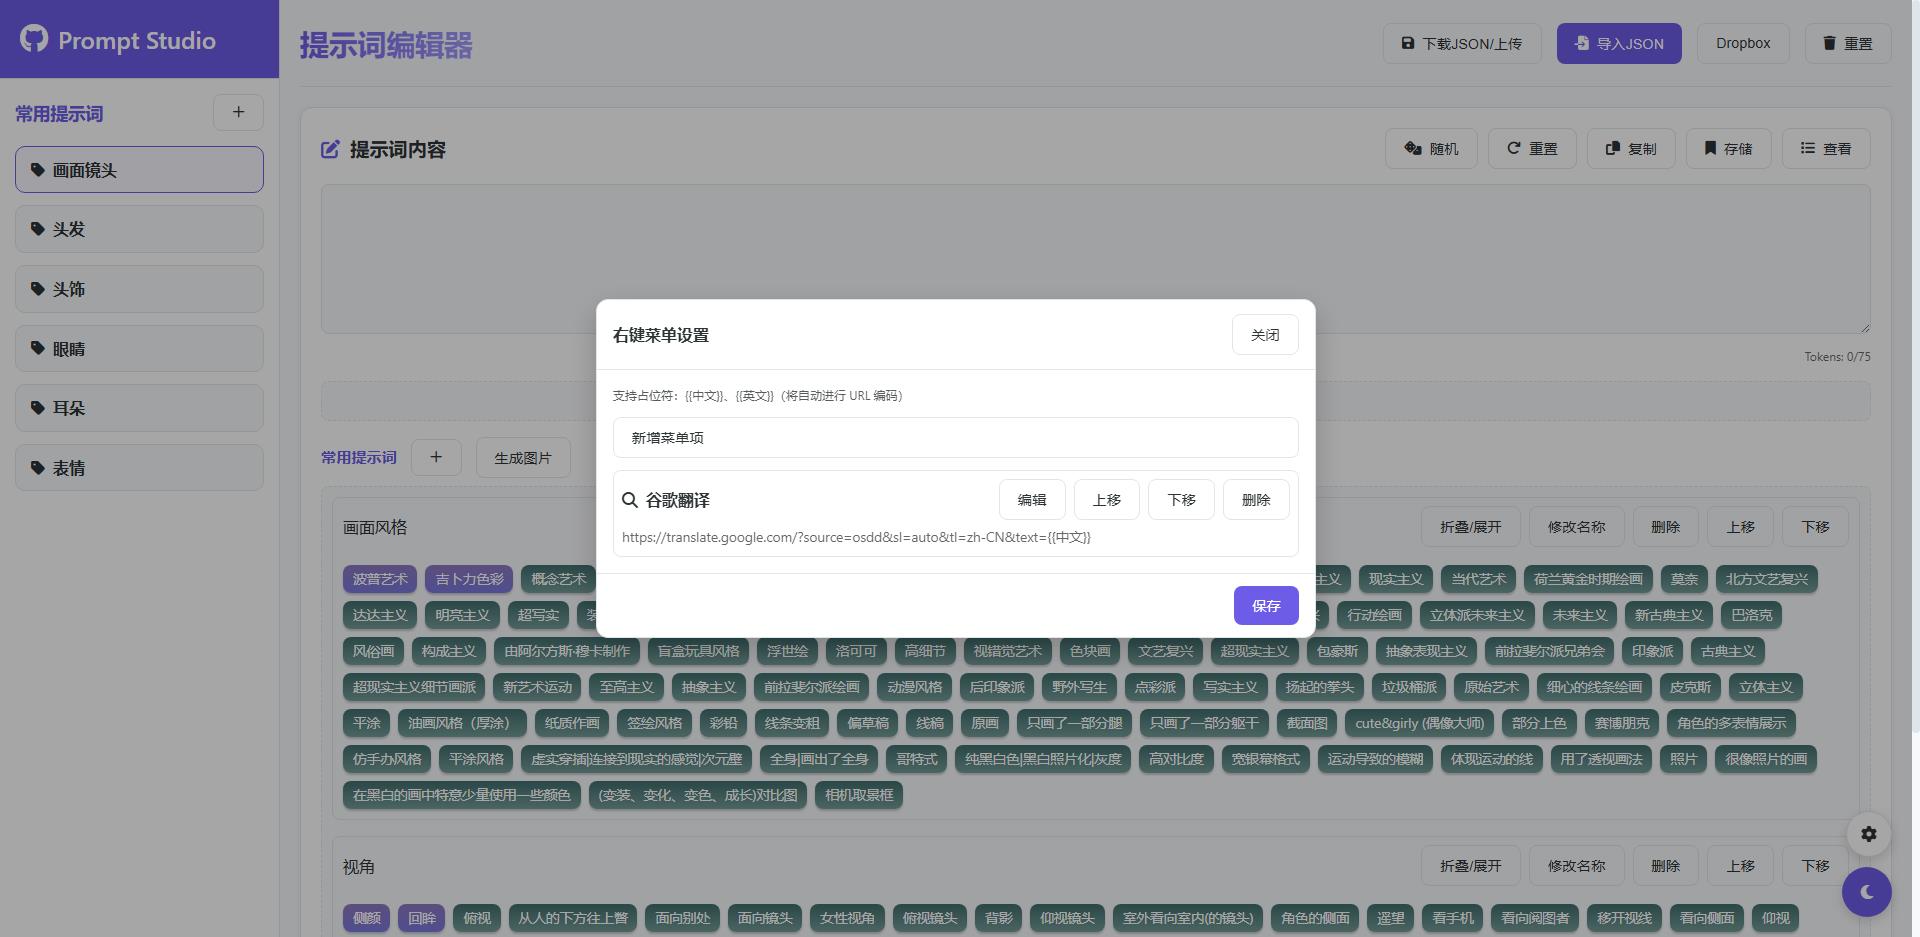 Prompt Studio
提示词编辑器
下载JSON/上传
导入JSON
Dropbox
重置
常用提示词
+
画面镜头
头发
头饰
眼睛
耳朵
表情
提示词内容
随机
重置
复制
存储
查看
Tokens: 0/75
常用提示词
+
生成图片
右键菜单设置
关闭
支持占位符：{{中文}}、{{英文}}（将自动进行 URL 编码）
新增菜单项
谷歌翻译
编辑
上移
下移
删除
https://translate.google.com/?source=osdd&sl=auto&tl=zh-CN&text={{中文}}
保存
画面风格
折叠/展开
修改名称
删除
上移
下移
波普艺术 吉卜力色彩 概念艺术 主义 现实主义 当代艺术 荷兰黄金时期绘画 莫奈 北方文艺复兴
达达主义 明亮主义 超写实 行动绘画 立体派未来主义 未来主义 新古典主义 巴洛克
风俗画 构成主义 由阿尔方斯·穆卡制作 盲盒玩具风格 浮世绘 洛可可 高细节 视错觉艺术 色块画 文艺复兴 超现实主义 包豪斯 抽象表现主义 前拉斐尔派兄弟会 印象派 古典主义
超现实主义细节画派 新艺术运动 至高主义 抽象主义 前拉斐尔派绘画 动漫风格 后印象派 野外写生 点彩派 写实主义 扬起的拳头 垃圾桶派 原始艺术 细心的线条绘画 皮克斯 立体主义
平涂 油画风格（厚涂） 纸质作画 签绘风格 彩铅 线条变粗 偏草稿 线稿 原画 只画了一部分腿 只画了一部分躯干 截面图 cute&girly (偶像大师) 部分上色 赛博朋克 角色的多表情展示
仿手办风格 平涂风格 虚实穿插|连接到现实的感觉|次元壁 全身|画出了全身 哥特式 纯黑白色|黑白照片化|灰度 高对比度 宽银幕格式 运动导致的模糊 体现运动的线 用了透视画法 照片 很像照片的画
在黑白的画中特意少量使用一些颜色 (变装、变化、变色、成长)对比图 相机取景框
视角
折叠/展开
修改名称
删除
上移
下移
侧颜 回眸 俯视 从人的下方往上瞥 面向别处 面向镜头 女性视角 俯视镜头 背影 仰视镜头 室外看向室内(的镜头) 角色的侧面 遥望 看手机 看向阅图者 移开视线 看向侧面 仰视